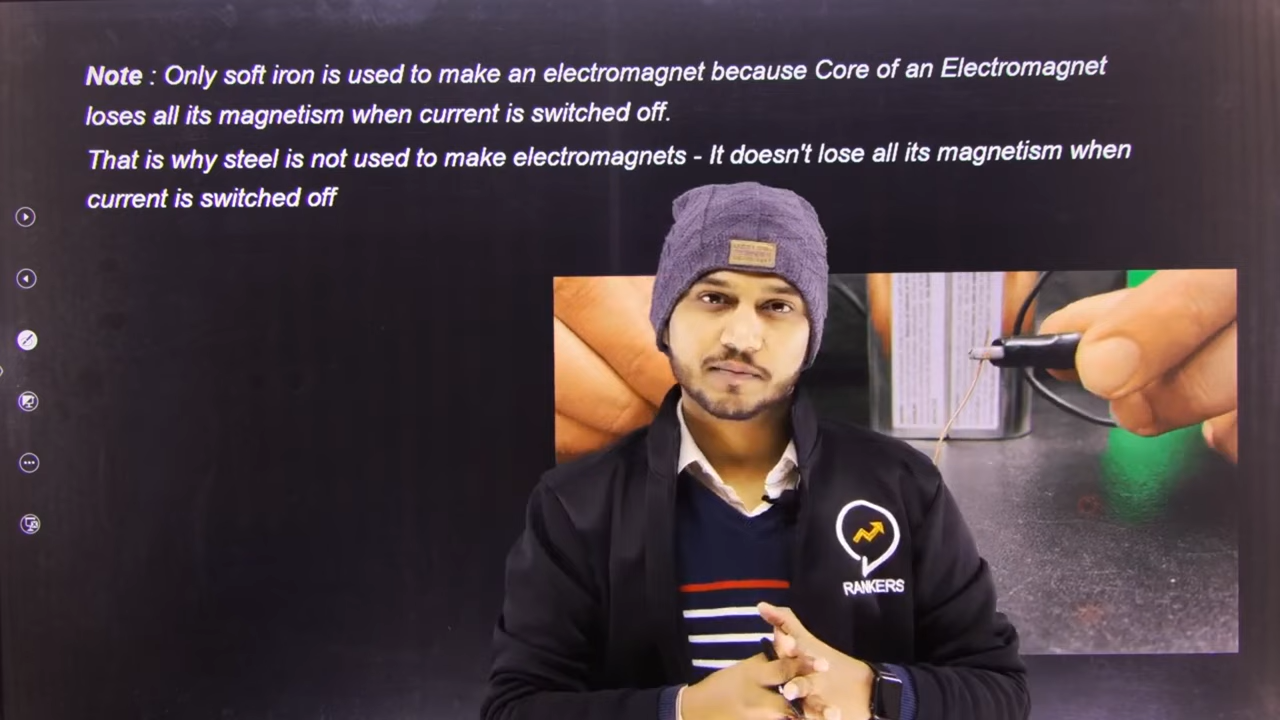 Note : Only soft iron is used to make an electromagnet because Core of an Electromagnet
loses all its magnetism when current is switched off.
That is why steel is not used to make electromagnets - It doesn't lose all its magnetism when
current is switched off
RANKERS